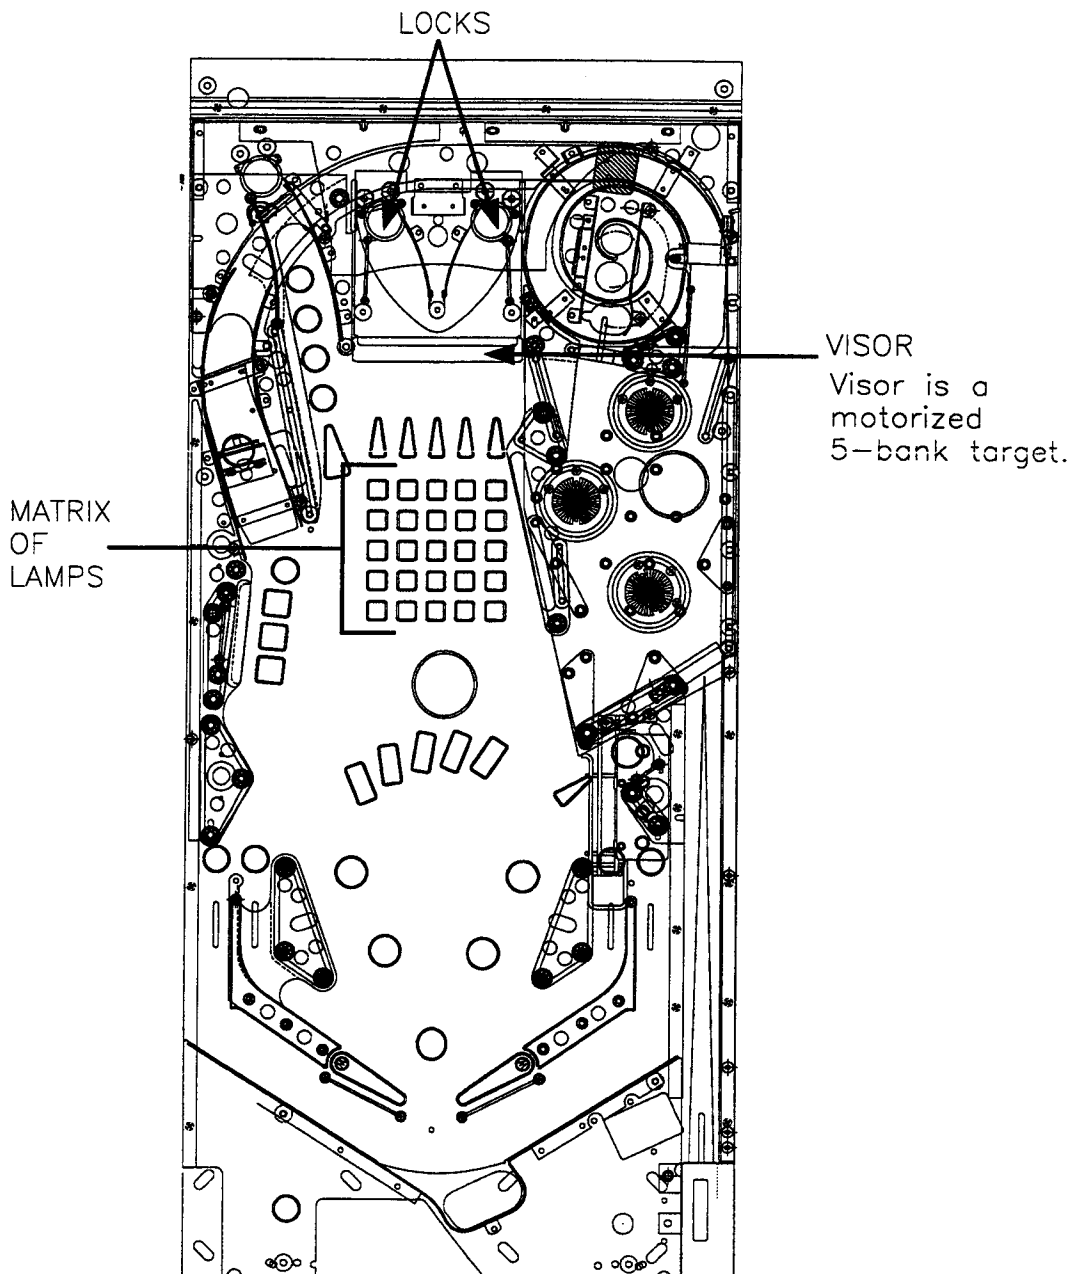 LOCKS
VISOR
Visor is a
motorized
5-bank target.
MATRIX
OF
LAMPS